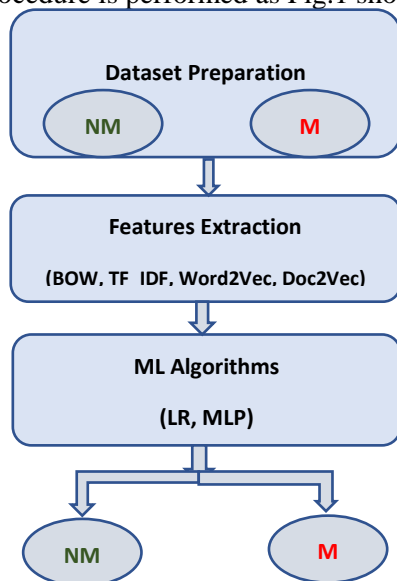 ocedure is performed as Fig.1 sho
Dataset Preparation
NM M
Features Extraction
(BOW, TF IDF, Word2Vec, Doc2Vec)
ML Algorithms
(LR, MLP)
NM M